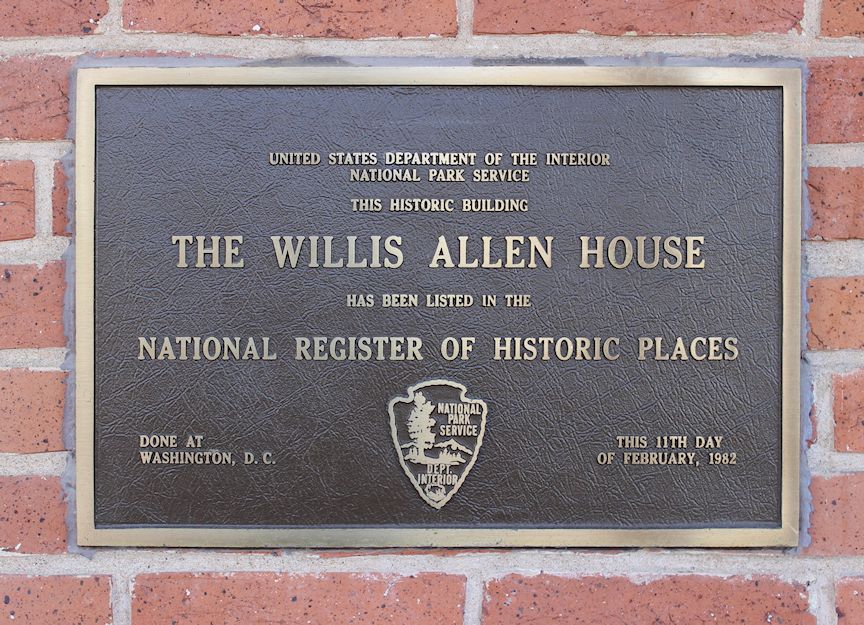 UNITED STATES DEPARTMENT OF THE INTERIOR
NATIONAL PARK SERVICE
THIS HISTORIC BUILDING
THE WILLIS ALLEN HOUSE
HAS BEEN LISTED IN THE
NATIONAL REGISTER OF HISTORIC PLACES
NATIONAL
PARK
SERVICE
DEPT.
INTERIOR
DONE AT
WASHINGTON, D. C.
THIS 11TH DAY
OF FEBRUARY, 1982